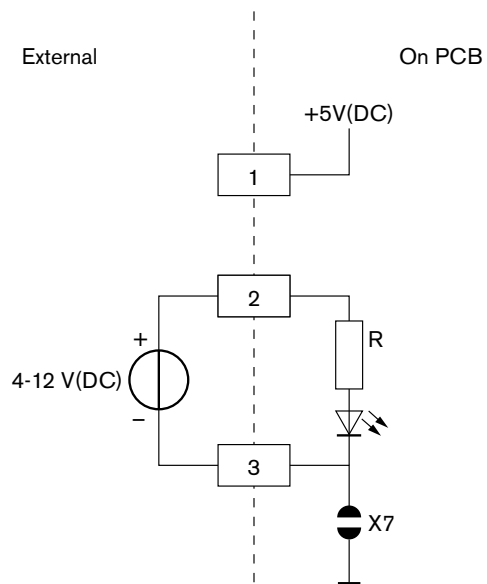 External
On PCB
+5V(DC)
1
2
+
R
4-12 V(DC)
−
3
X7